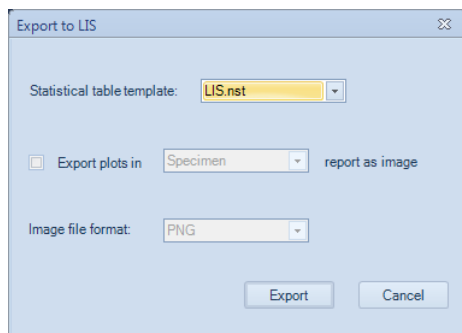 Export to LIS
Statistical table template: LIS.nst
Export plots in Specimen report as image
Image file format: PNG
Export Cancel